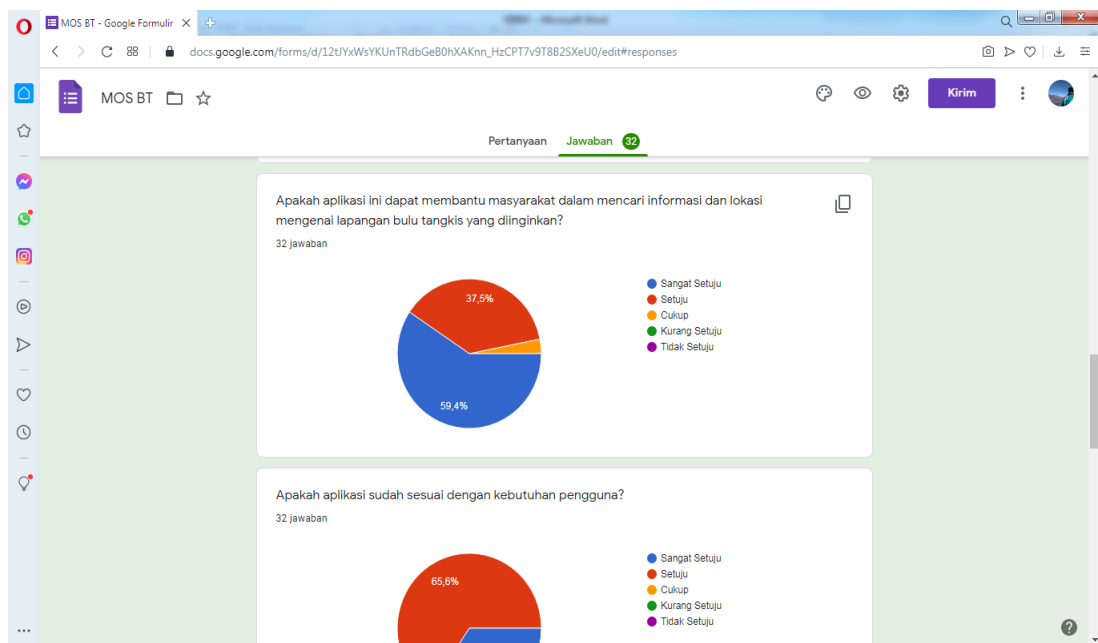 MOS BT - Google Formulir
docs.google.com/forms/d/12tJYxWsYKUnTRdbGeB0hXAKnn_HzCPT7v9T8B2SXeU0/edit#responses
MOS BT
Kirim
Pertanyaan Jawaban 32
Apakah aplikasi ini dapat membantu masyarakat dalam mencari informasi dan lokasi
mengenai lapangan bulu tangkis yang diinginkan?
32 jawaban
37,5%
59,4%
Sangat Setuju
Setuju
Cukup
Kurang Setuju
Tidak Setuju
Apakah aplikasi sudah sesuai dengan kebutuhan pengguna?
32 jawaban
65,6%
Sangat Setuju
Setuju
Cukup
Kurang Setuju
Tidak Setuju